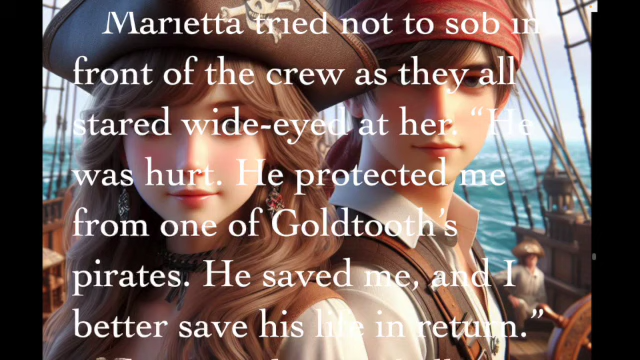 Marietta tried not to sob in
front of the crew as they all
stared wide-eyed at her. “He
was hurt. He protected me
from one of Goldtooth’s
pirates. He saved me, and I
better save his life in return.”